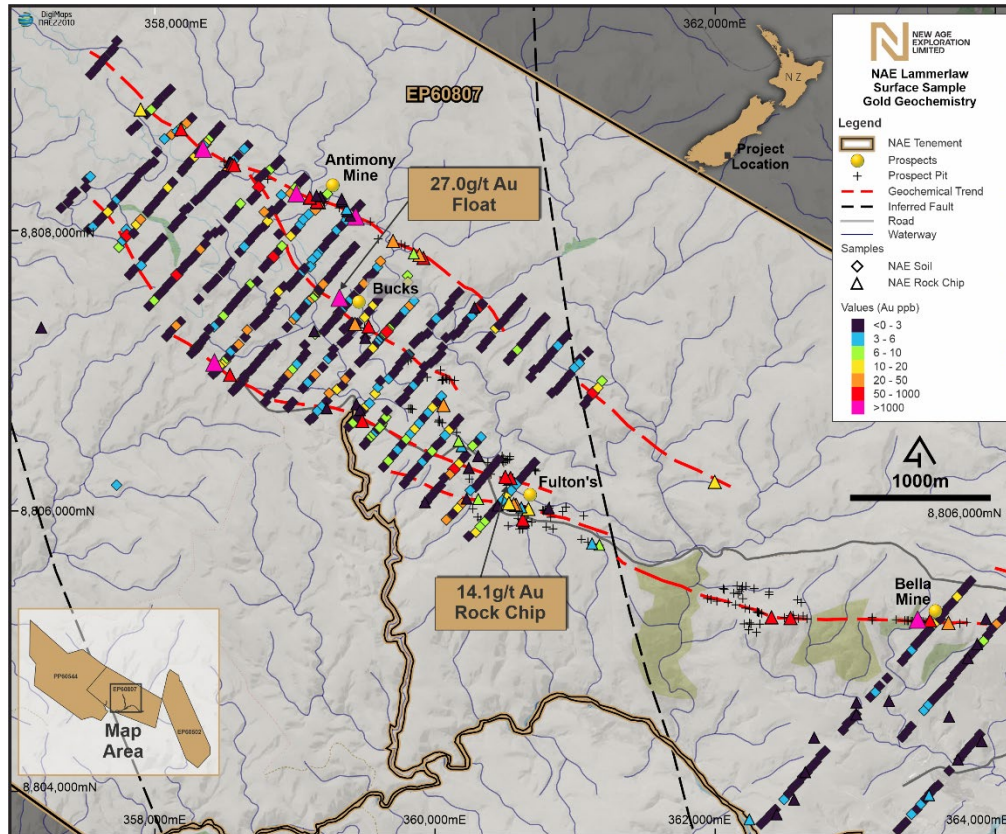 DigiMaps
NAE22010
358,000mE
362,000mE
NEW AGE
EXPLORATION
LIMITED
NAE Lammerlaw
Surface Sample
Gold Geochemistry
Legend
NAE Tenement
Prospects
Prospect Pit
Geochemical Trend
Inferred Fault
Road
Waterway
Samples
NAE Soil
NAE Rock Chip
Values (Au ppb)
<0 - 3
3 - 6
6 - 10
10 - 20
20 - 50
50 - 1000
>1000
N Z
Project
Location
EP60807
Antimony
Mine
27.0g/t Au
Float
8,808,000mN
Bucks
1000m
8,806,000mN
8,806,000mN
Fulton's
14.1g/t Au
Rock Chip
Bella
Mine
PP60544
EP60807
EP60502
Map
Area
8,804,000mN
358,000mE
360,000mE
362,000mE
364,000mE